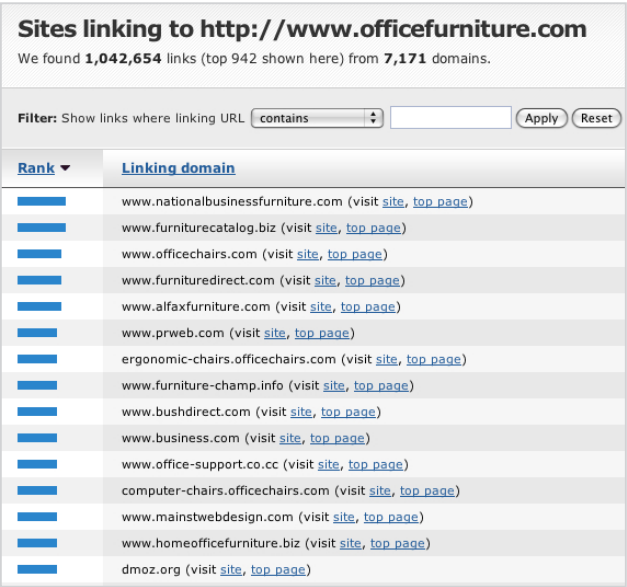 Sites linking to http://www.officefurniture.com
We found 1,042,654 links (top 942 shown here) from 7,171 domains.
Filter: Show links where linking URL contains Apply Reset
Rank Linking domain
www.nationalbusinessfurniture.com (visit site, top page)
www.furniturecatalog.biz (visit site, top page)
www.officechairs.com (visit site, top page)
www.furnituredirect.com (visit site, top page)
www.alfaxfurniture.com (visit site, top page)
www.prweb.com (visit site, top page)
ergonomic-chairs.officechairs.com (visit site, top page)
www.furniture-champ.info (visit site, top page)
www.bushdirect.com (visit site, top page)
www.business.com (visit site, top page)
www.office-support.co.cc (visit site, top page)
computer-chairs.officechairs.com (visit site, top page)
www.mainstwebdesign.com (visit site, top page)
www.homeofficefurniture.biz (visit site, top page)
dmoz.org (visit site, top page)